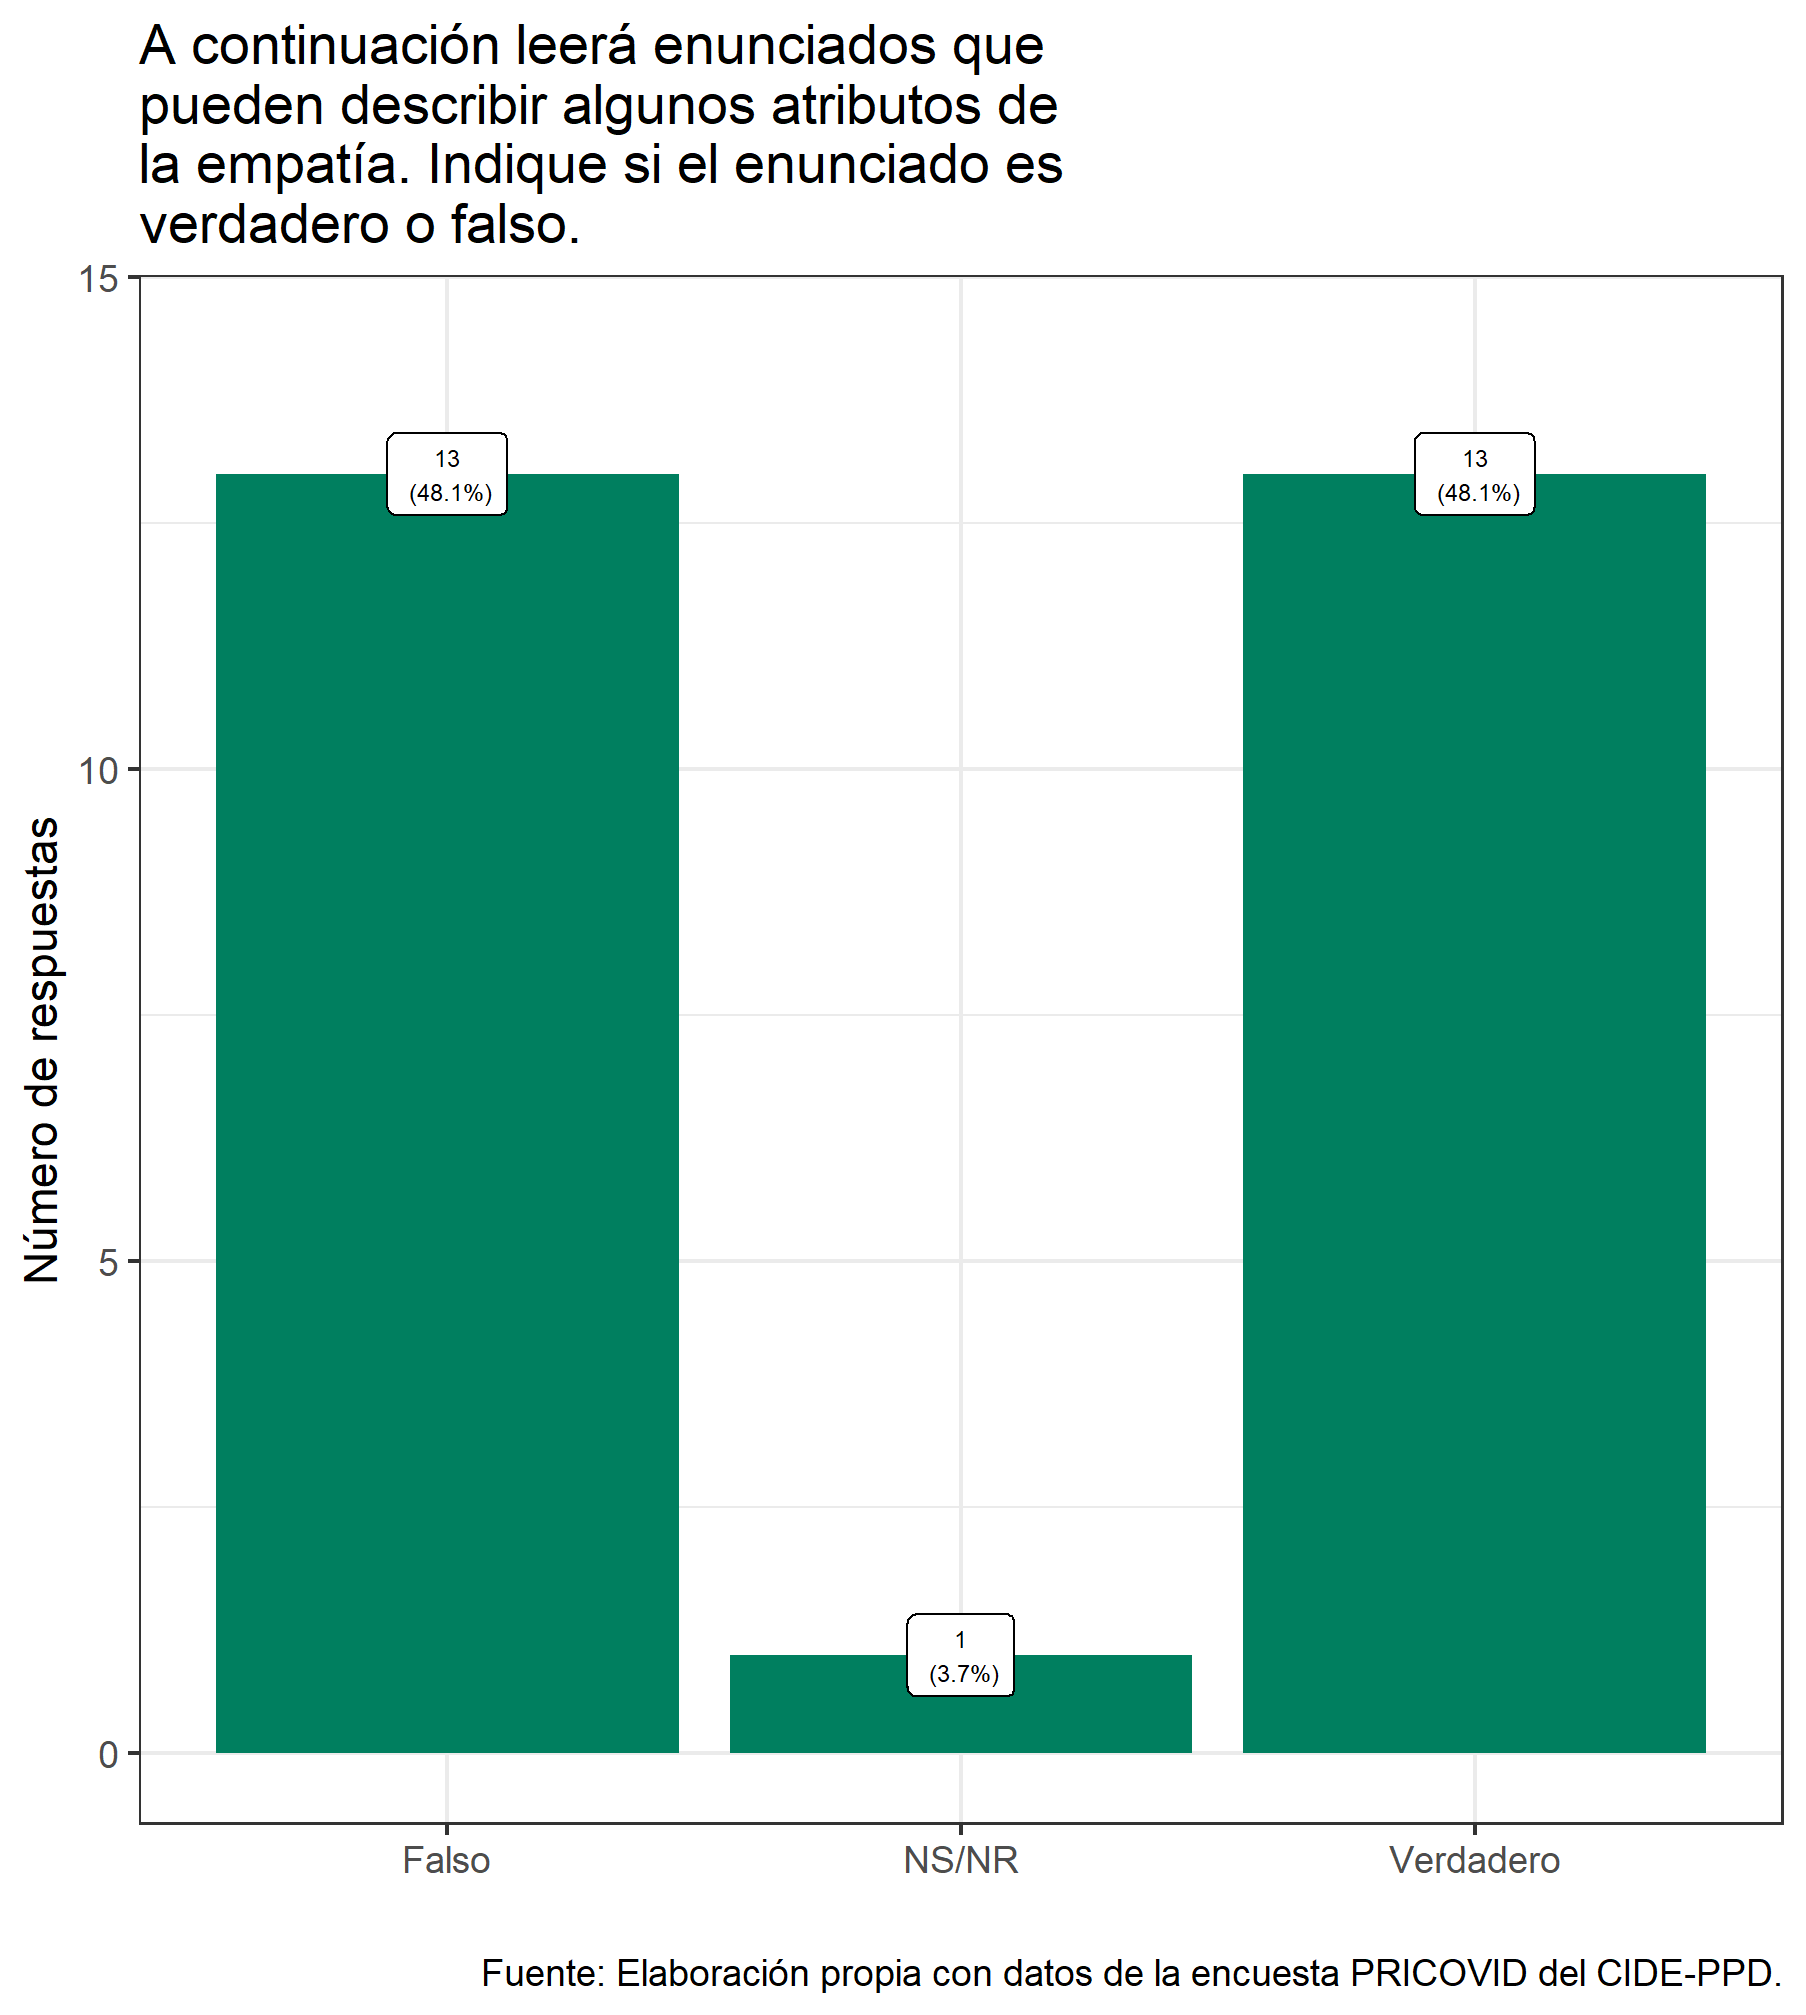 A continuación leerá enunciados que
pueden describir algunos atributos de
la empatía. Indique si el enunciado es
verdadero o falso.
15
10
5
0
Número de respuestas
13
(48.1%)
1
(3.7%)
13
(48.1%)
Falso
NS/NR
Verdadero
Fuente: Elaboración propia con datos de la encuesta PRICOVID del CIDE-PPD.